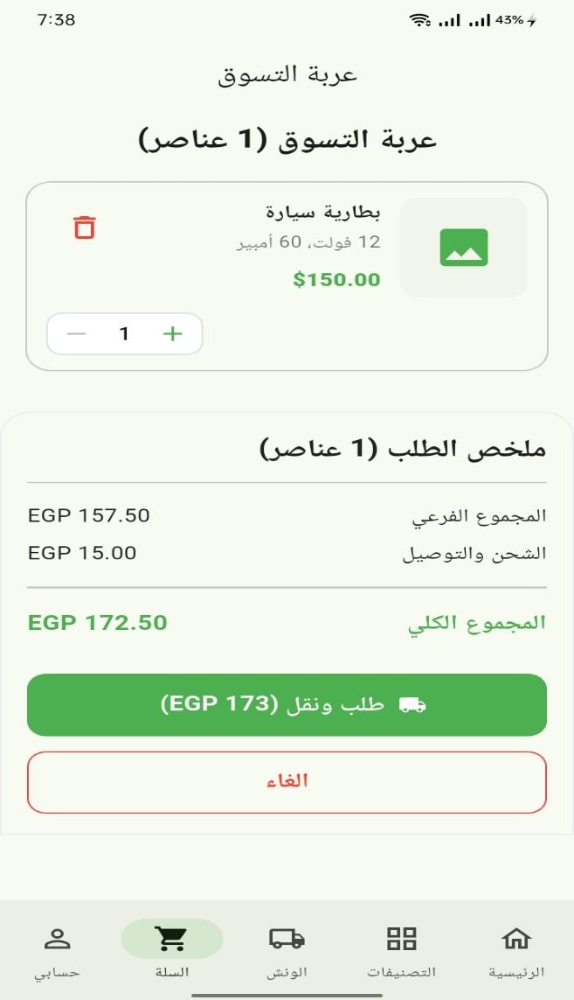 7:38
43%
عربة التسوق
عربة التسوق (1 عناصر)
بطارية سيارة
12 فولت، 60 أمبير
$150.00
1
ملخص الطلب (1 عناصر)
المجموع الفرعي EGP 157.50
الشحن والتوصيل EGP 15.00
المجموع الكلي EGP 172.50
طلب ونقل (EGP 173)
الغاء
الرئيسية التصنيفات الونش السلة حسابي